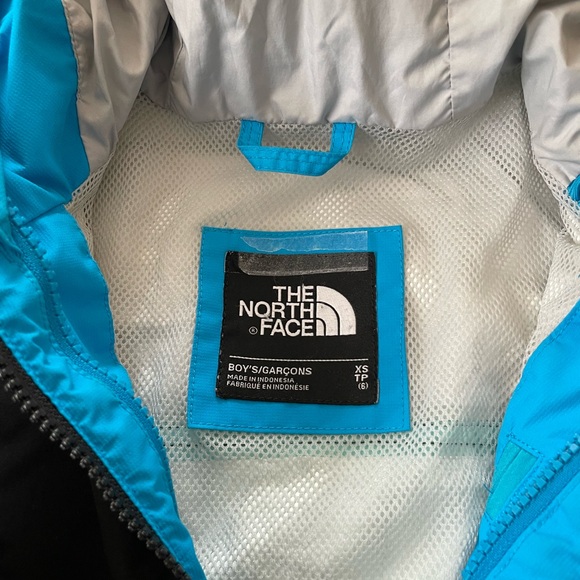 THE
NORTH
FACE
®
BOY'S/GARÇONS
MADE IN INDONESIA
FABRIQUÉ EN INDONÉSIE
XS
TP
(6)